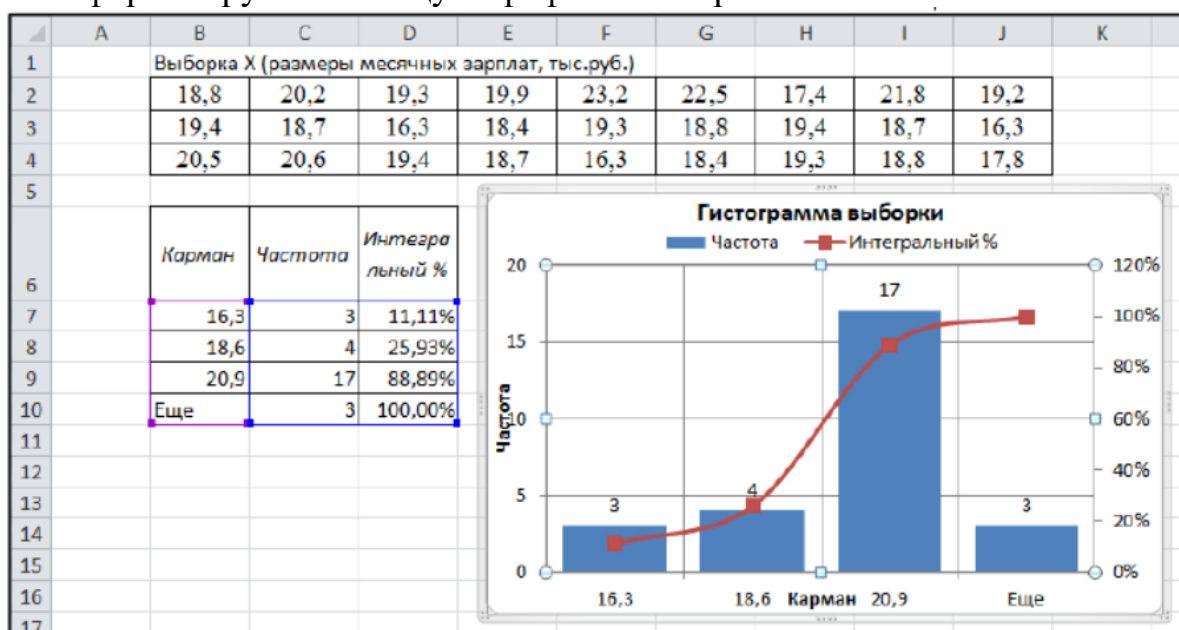 A B C D E F G H I J K
1 Выборка X (размеры месячных зарплат, тыс.руб.)
2 18,8 20,2 19,3 19,9 23,2 22,5 17,4 21,8 19,2
3 19,4 18,7 16,3 18,4 19,3 18,8 19,4 18,7 16,3
4 20,5 20,6 19,4 18,7 16,3 18,4 19,3 18,8 17,8
5
6 Карман Частота Интегра
льный %
7 16,3 3 11,11%
8 18,6 4 25,93%
9 20,9 17 88,89%
10 Еще 3 100,00%
11
12
13
14
15
16
17
Гистограмма выборки
Частота Интегральный %
20 120%
17
100%
15
80%
Частота
10 60%
40%
5 3 4 3
20%
0 0%
16,3 18,6 Карман 20,9 Еще